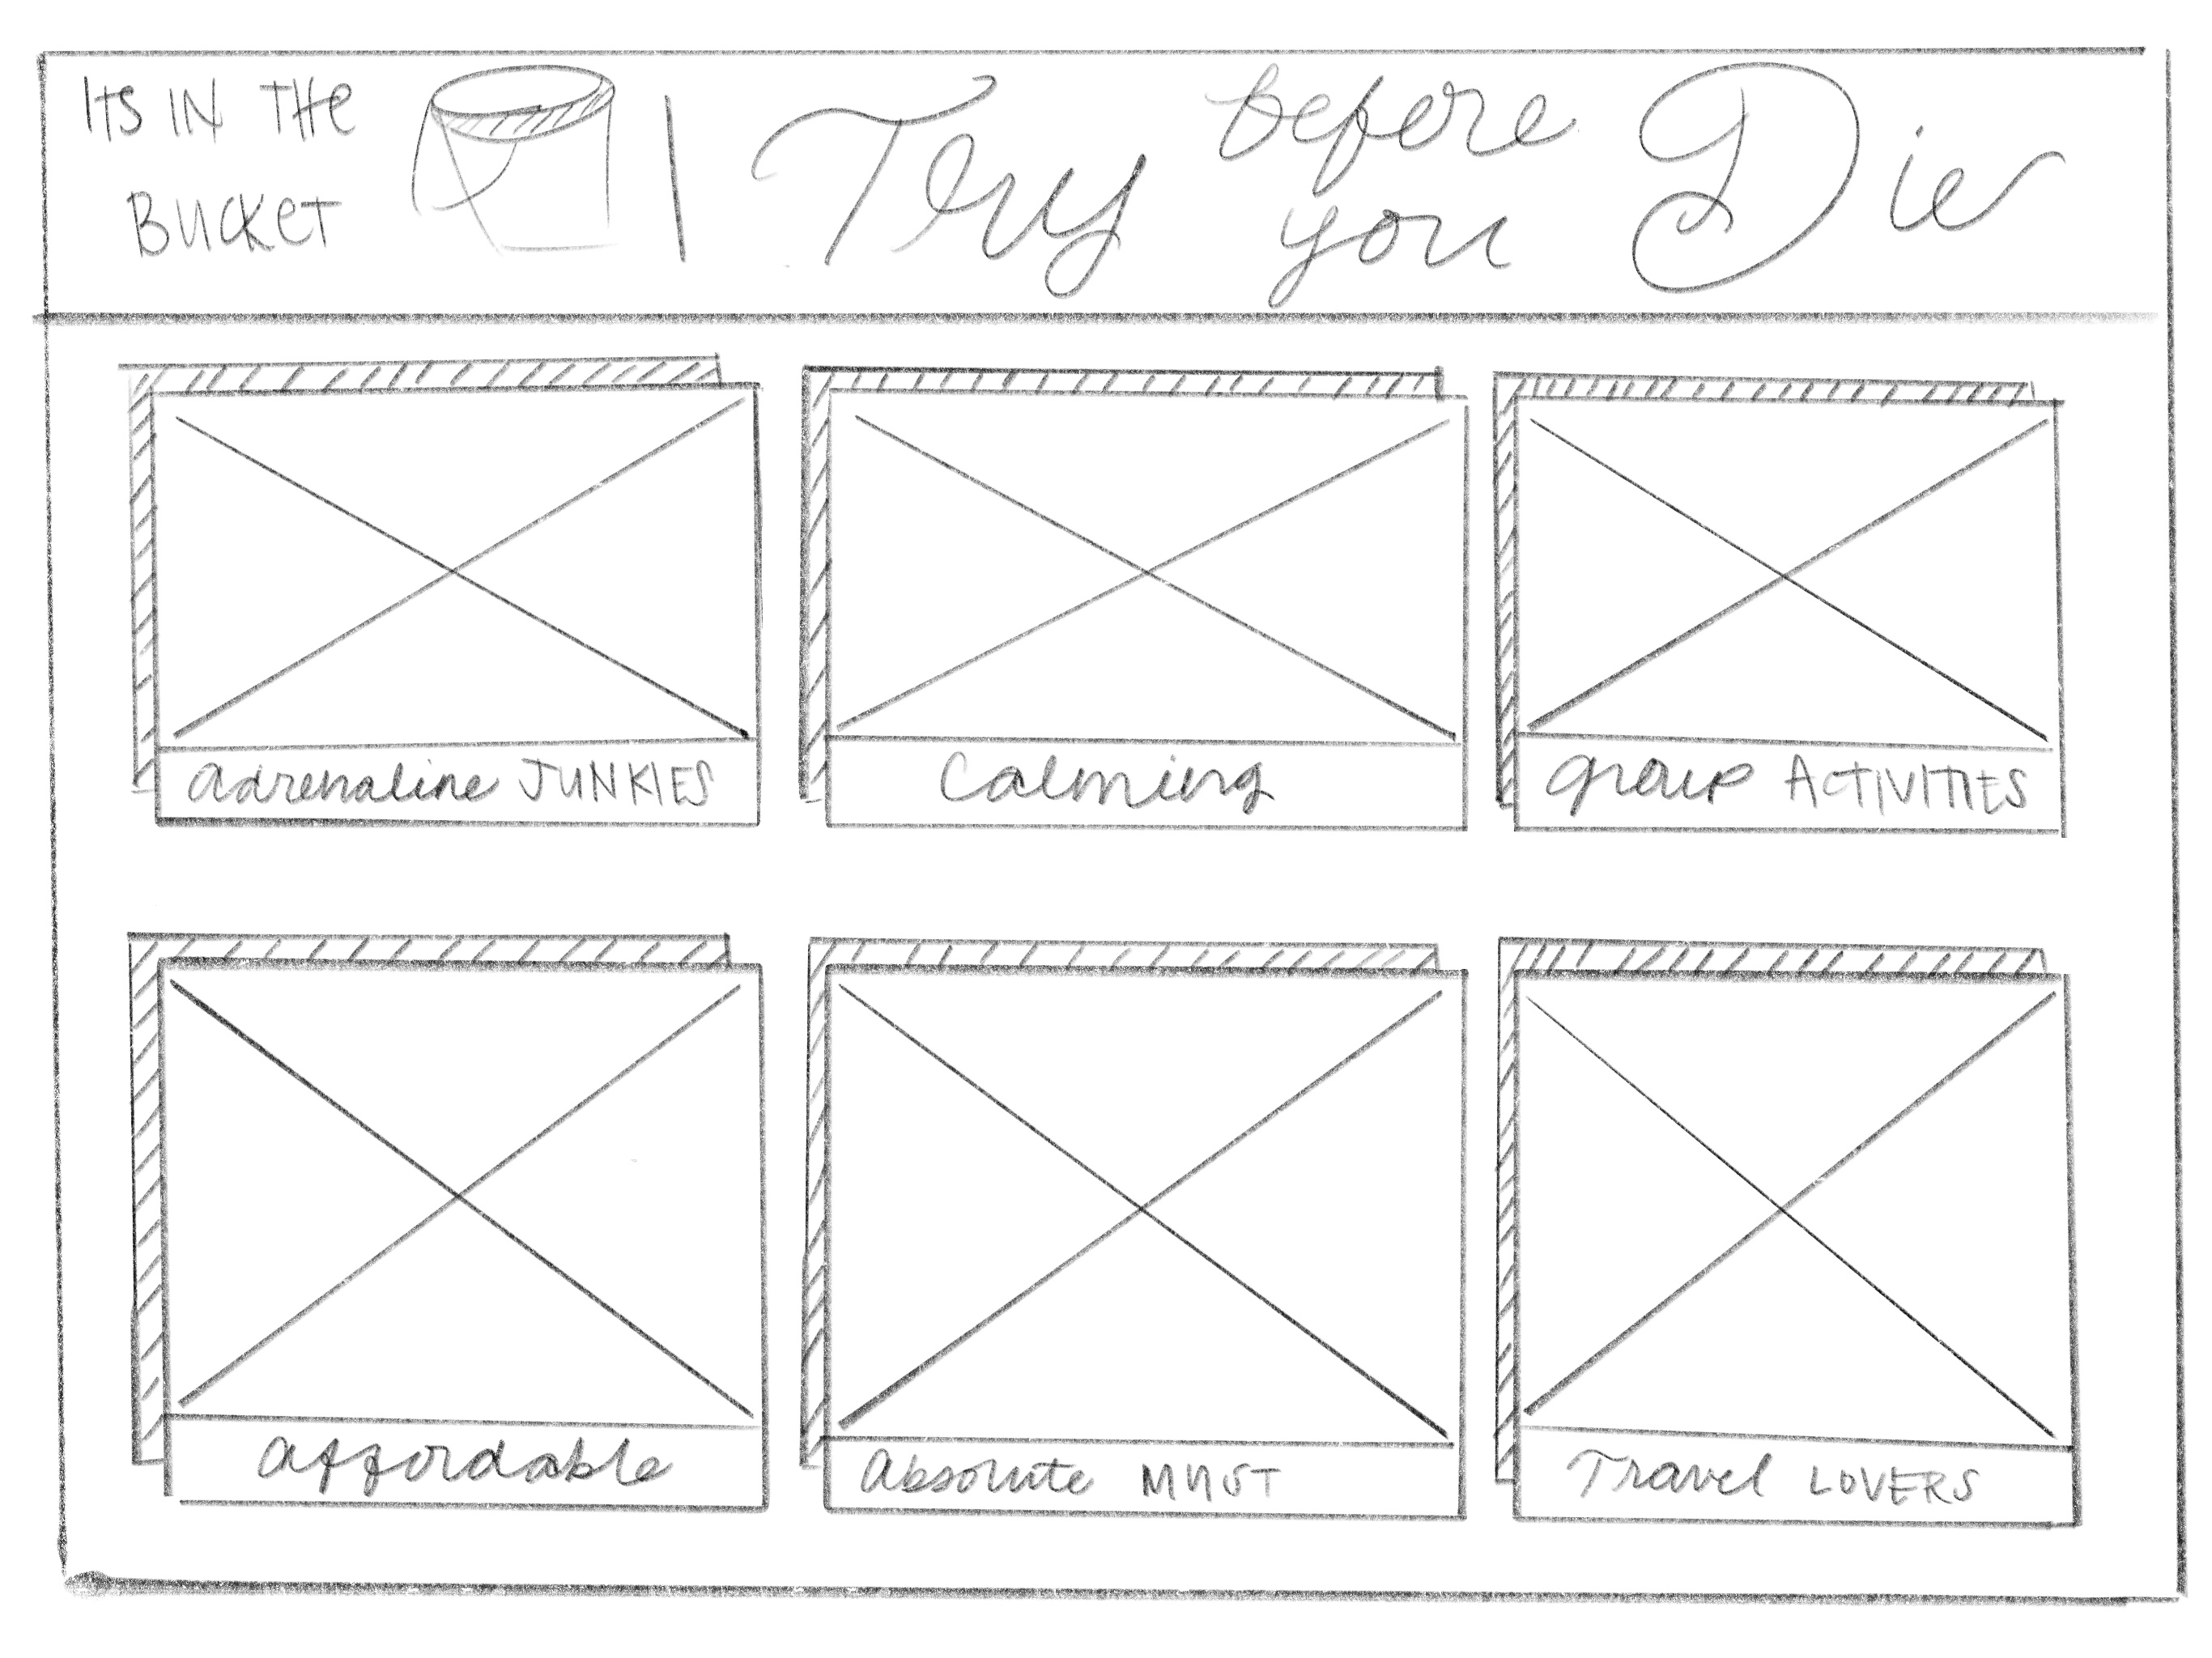 ITS IN THE
BUCKET
Try before you Die
adrenaline JUNKIES
Calming
group ACTIVITIES
affordable
absolute MUST
Travel LOVERS